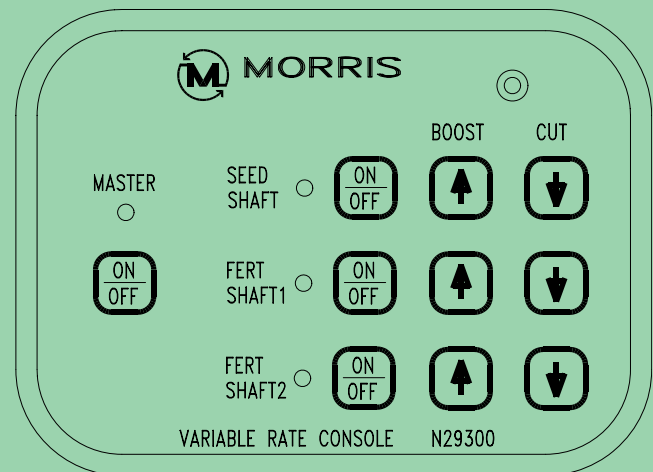 M MORRIS
BOOST CUT
MASTER
SEED
SHAFT
ON
OFF
ON
OFF
FERT
SHAFT1
ON
OFF
FERT
SHAFT2
ON
OFF
VARIABLE RATE CONSOLE N29300